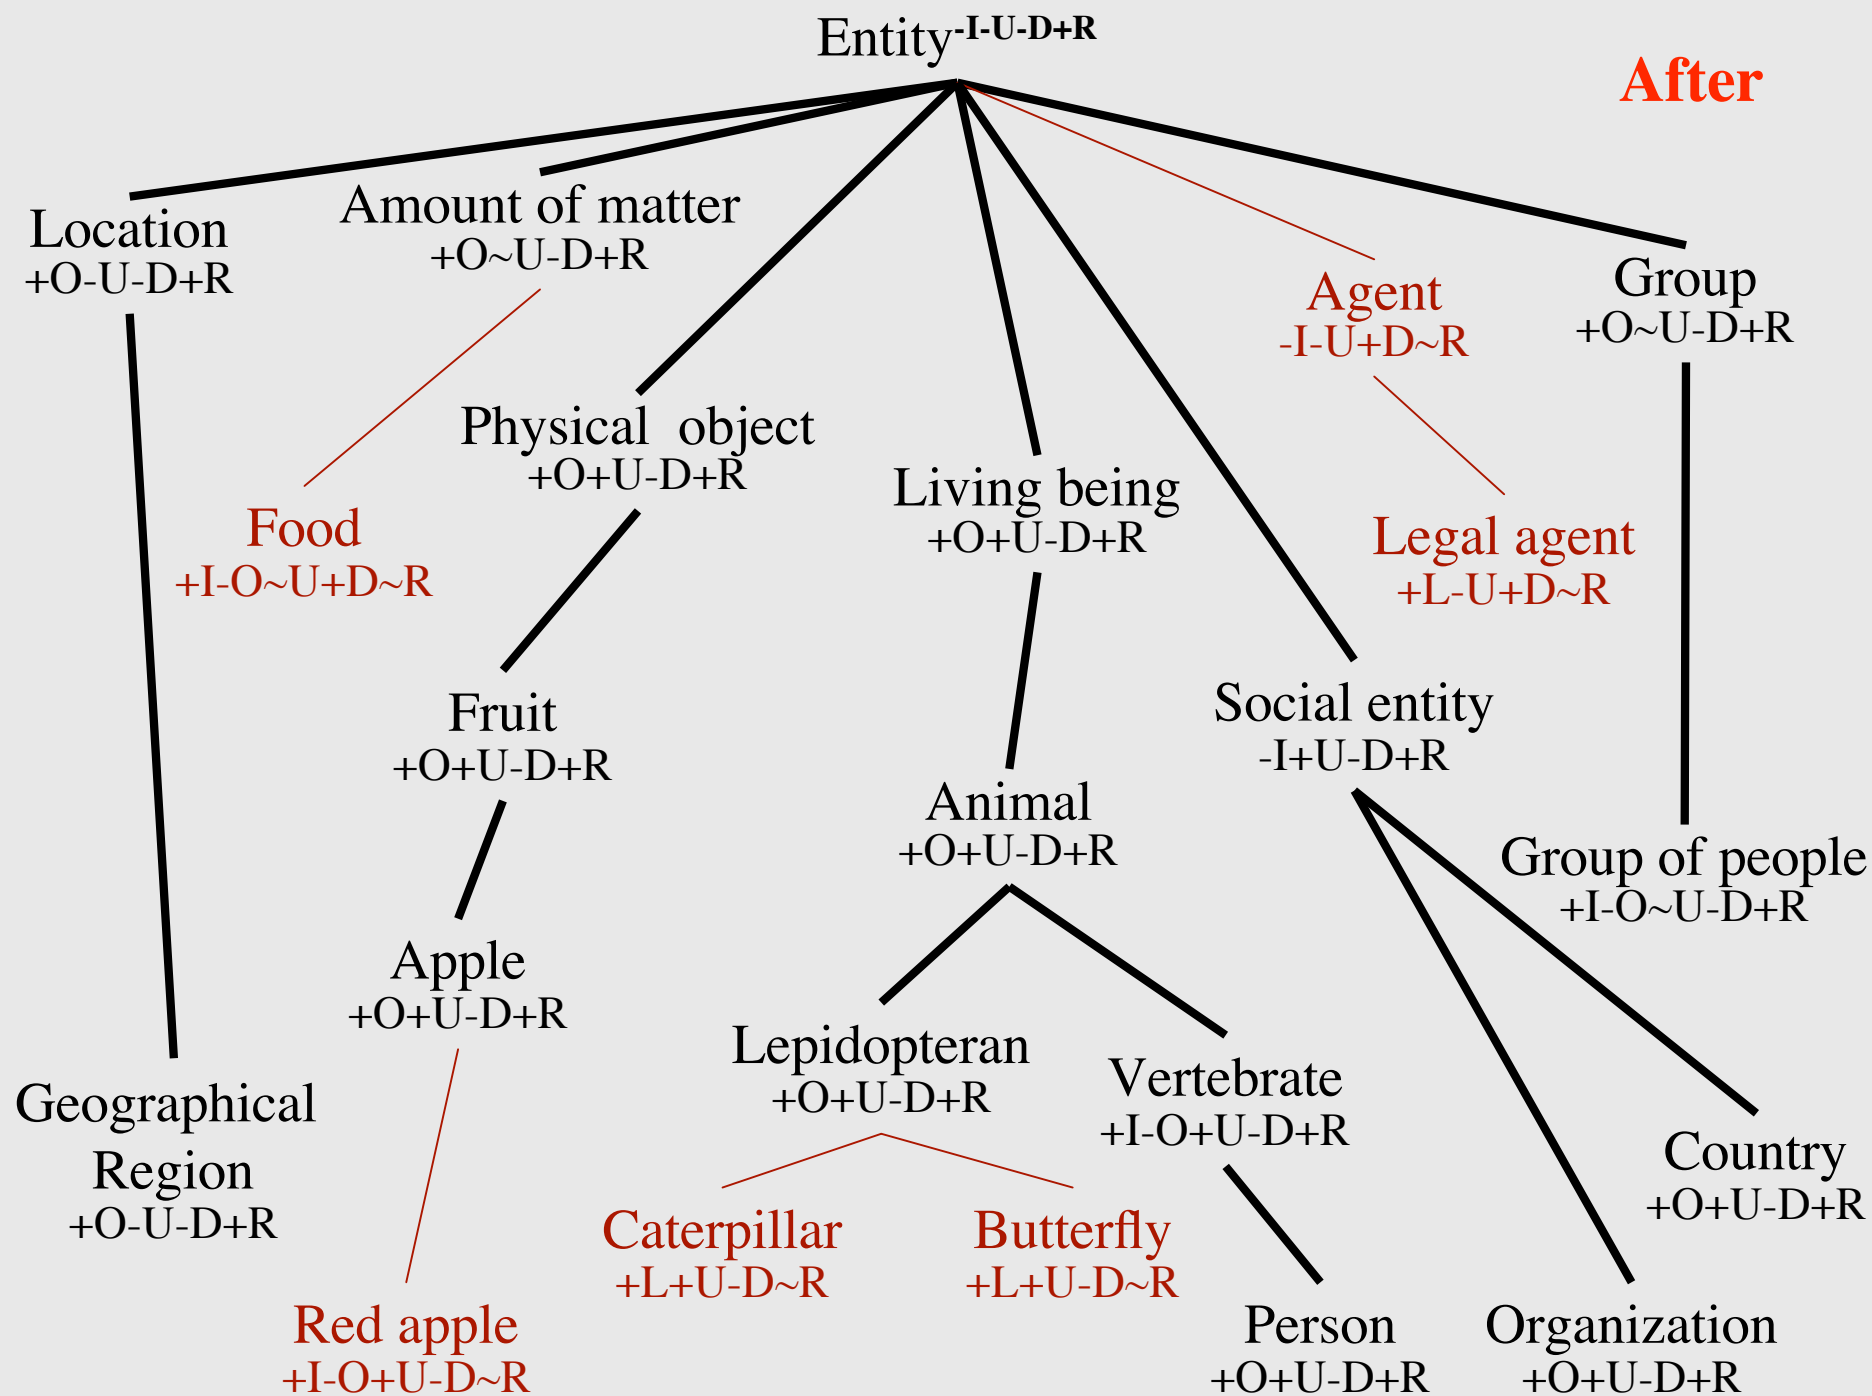 Entity-I-U-D+R
After
Location
+O-U-D+R
Amount of matter
+O~U-D+R
Agent
-I-U+D~R
Group
+O~U-D+R
Physical object
+O+U-D+R
Living being
+O+U-D+R
Food
+I-O~U+D~R
Legal agent
+L-U+D~R
Fruit
+O+U-D+R
Social entity
-I+U-D+R
Animal
+O+U-D+R
Group of people
+I-O~U-D+R
Apple
+O+U-D+R
Lepidopteran
+O+U-D+R
Vertebrate
+I-O+U-D+R
Geographical
Region
+O-U-D+R
Country
+O+U-D+R
Caterpillar
+L+U-D~R
Butterfly
+L+U-D~R
Red apple
+I-O+U-D~R
Person
+O+U-D+R
Organization
+O+U-D+R